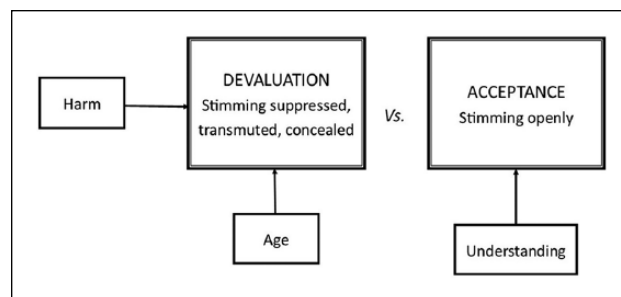 DEVALUATION
Stimming suppressed,
transmuted, concealed
Harm
Vs.
ACCEPTANCE
Stimming openly
Age
Understanding